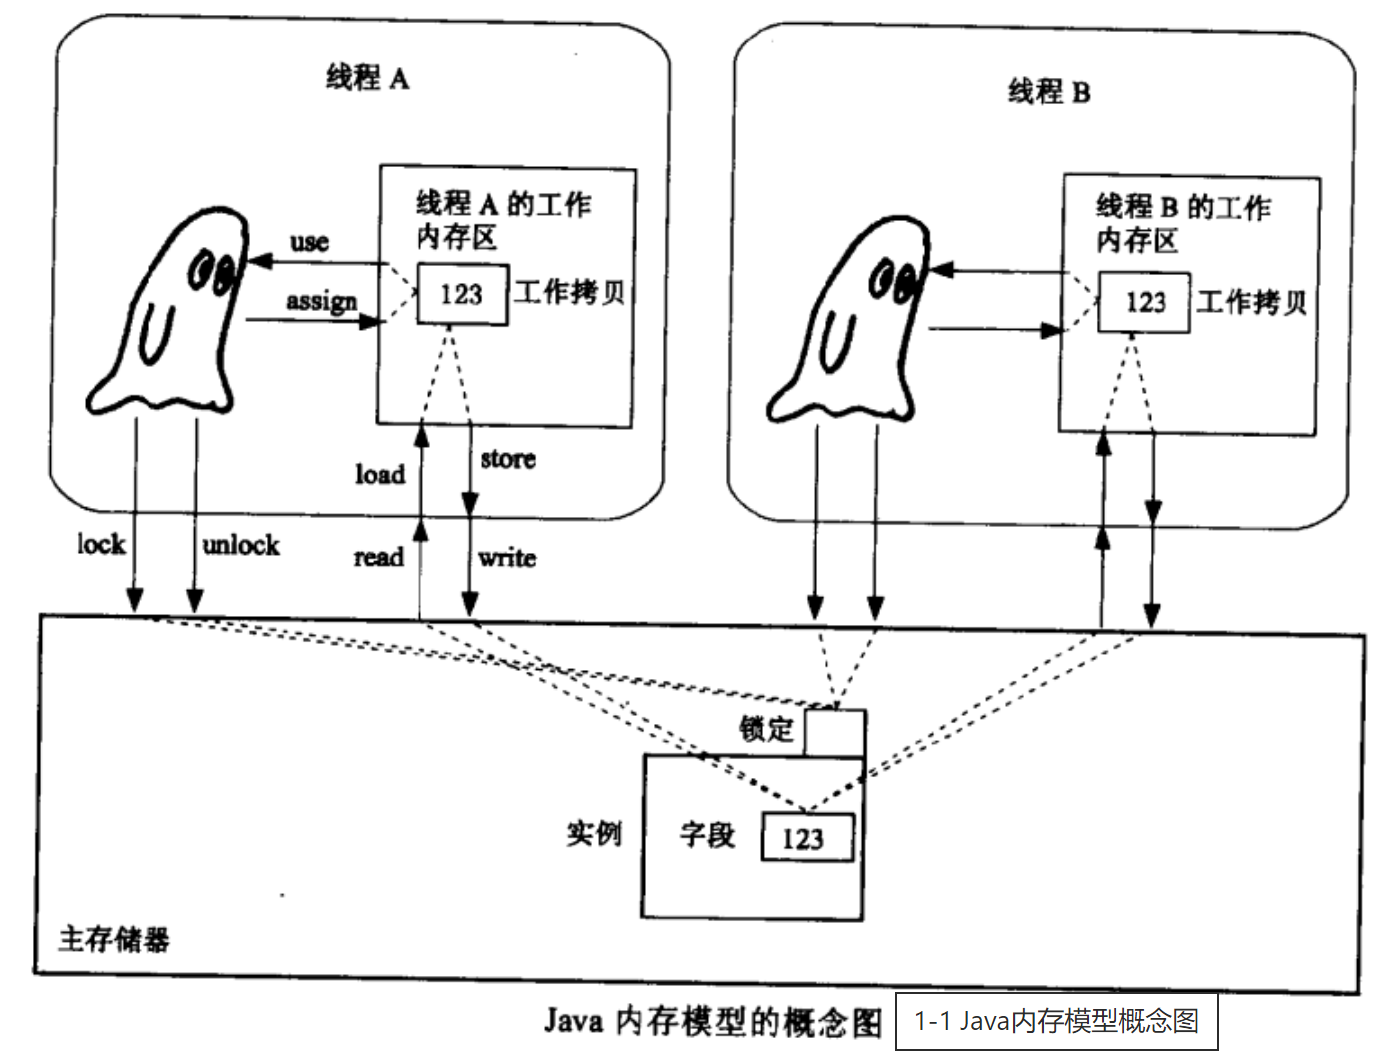 线程 A
线程 B
线程 A 的工作
内存区
线程 B 的工作
内存区
use
assign
123
工作拷贝
123
工作拷贝
load
store
lock
unlock
read
write
锁定
实例
字段
123
主存储器
Java 内存模型的概念图
1-1 Java内存模型概念图